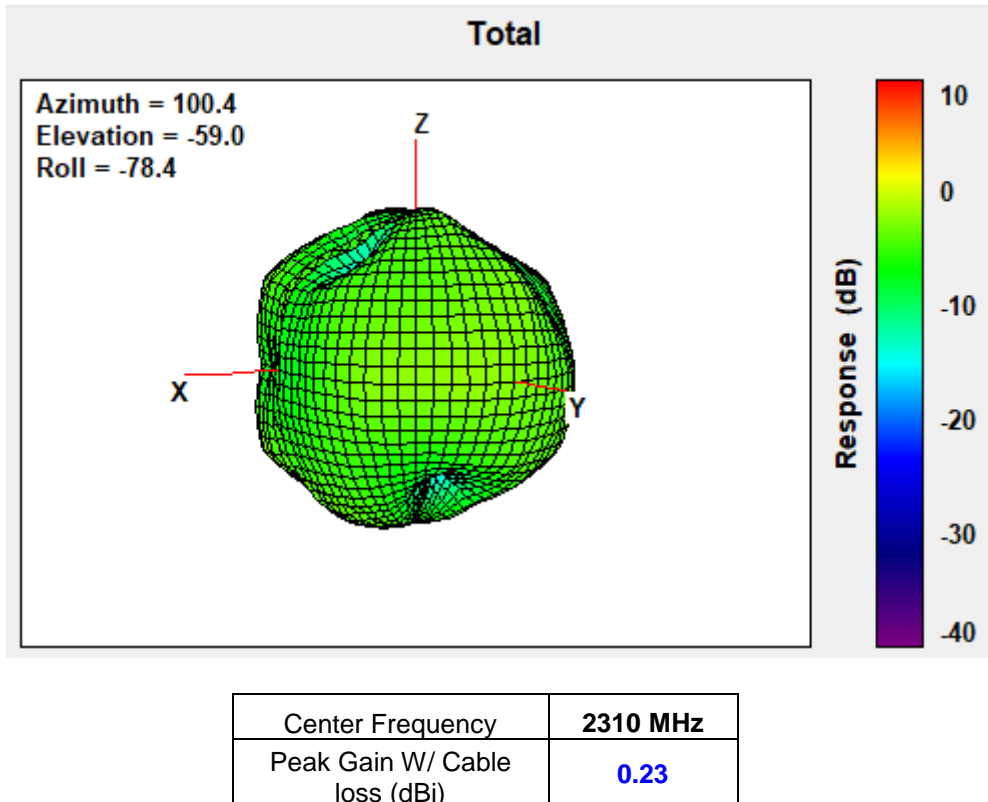 Total
Azimuth = 100.4
Elevation = -59.0
Roll = -78.4
Z
X
Y
10
0
-10
-20
-30
-40
Response (dB)
Center Frequency 2310 MHz
Peak Gain W/ Cable
loss (dBi) 0.23